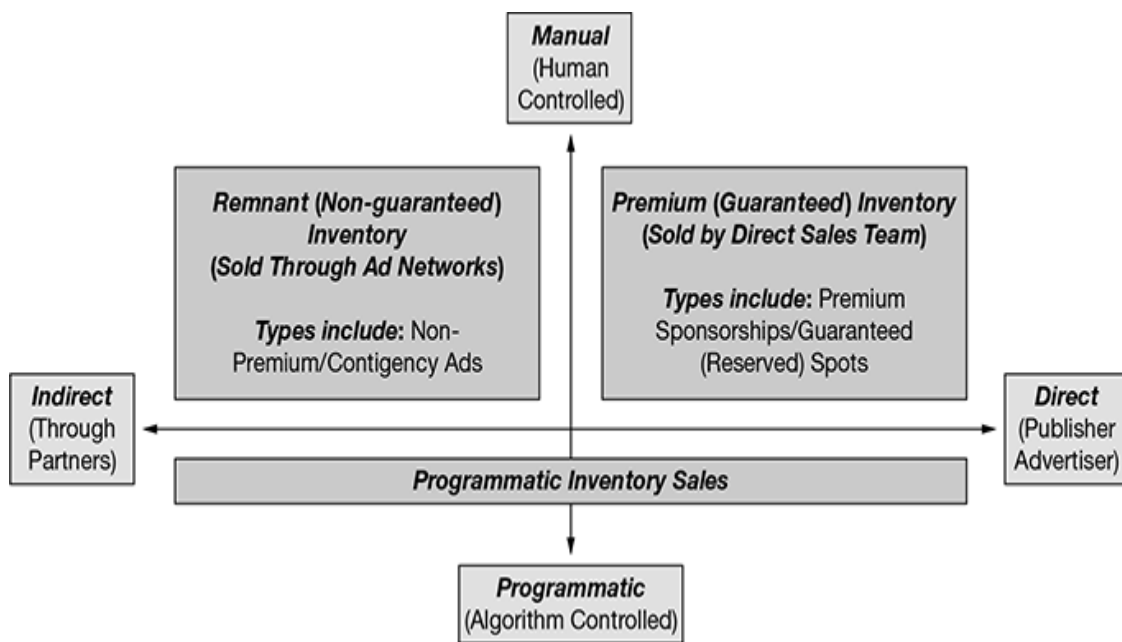 Manual
(Human
Controlled)
Remnant (Non-guaranteed)
Inventory
(Sold Through Ad Networks)
Types include: Non-
Premium/Contigency Ads
Premium (Guaranteed) Inventory
(Sold by Direct Sales Team)
Types include: Premium
Sponsorships/Guaranteed
(Reserved) Spots
Indirect
(Through
Partners)
Direct
(Publisher
Advertiser)
Programmatic Inventory Sales
Programmatic
(Algorithm Controlled)